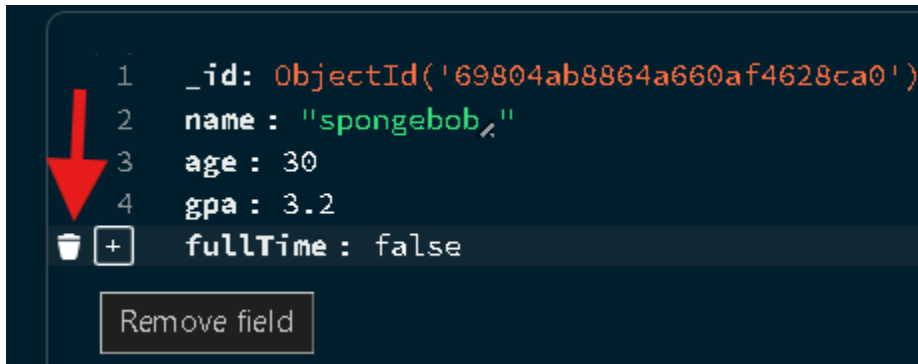 1 _id: ObjectId('69804ab8864a660af4628ca0')
2 name : "spongebob"
3 age : 30
4 gpa : 3.2
+ fullTime : false
Remove field